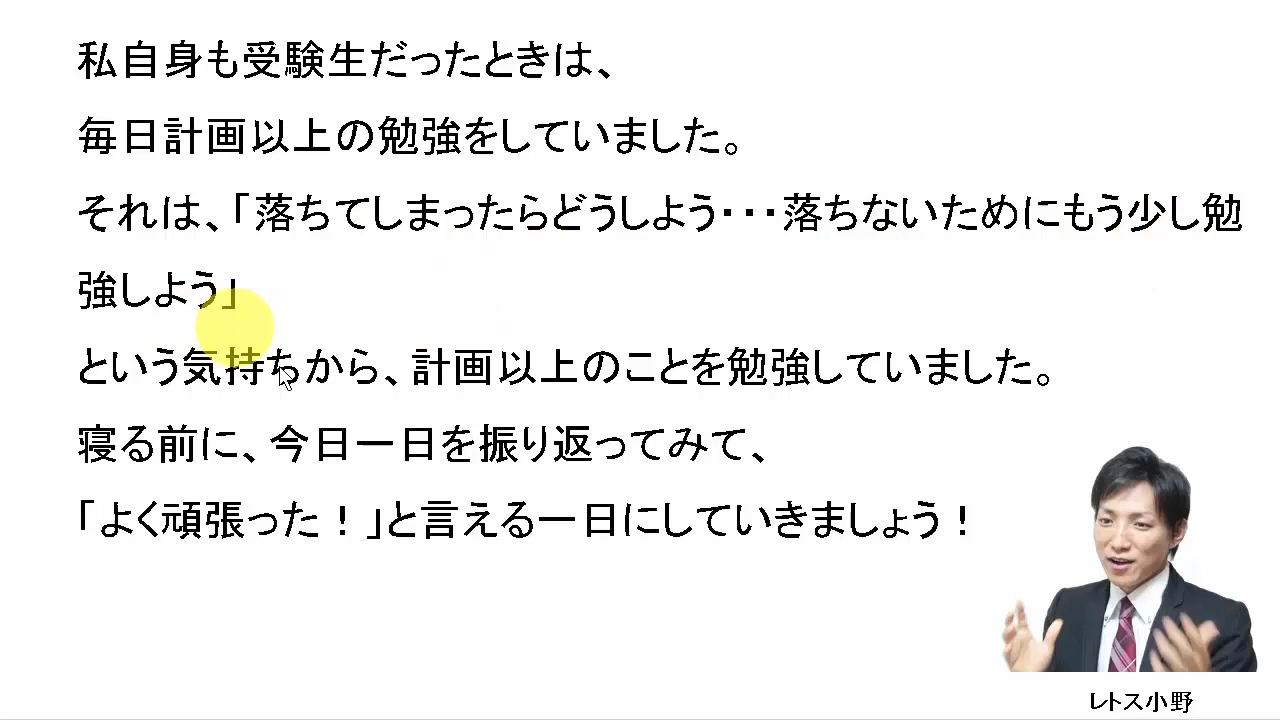 私自身も受験生だったときは、
毎日計画以上の勉強をしていました。
それは、「落ちてしまったらどうしよう・・・落ちないためにもう少し勉
強しよう」
という気持ちから、計画以上のことを勉強していました。
寝る前に、今日一日を振り返ってみて、
「よく頑張った！」と言える一日にしていきましょう！
レトス小野